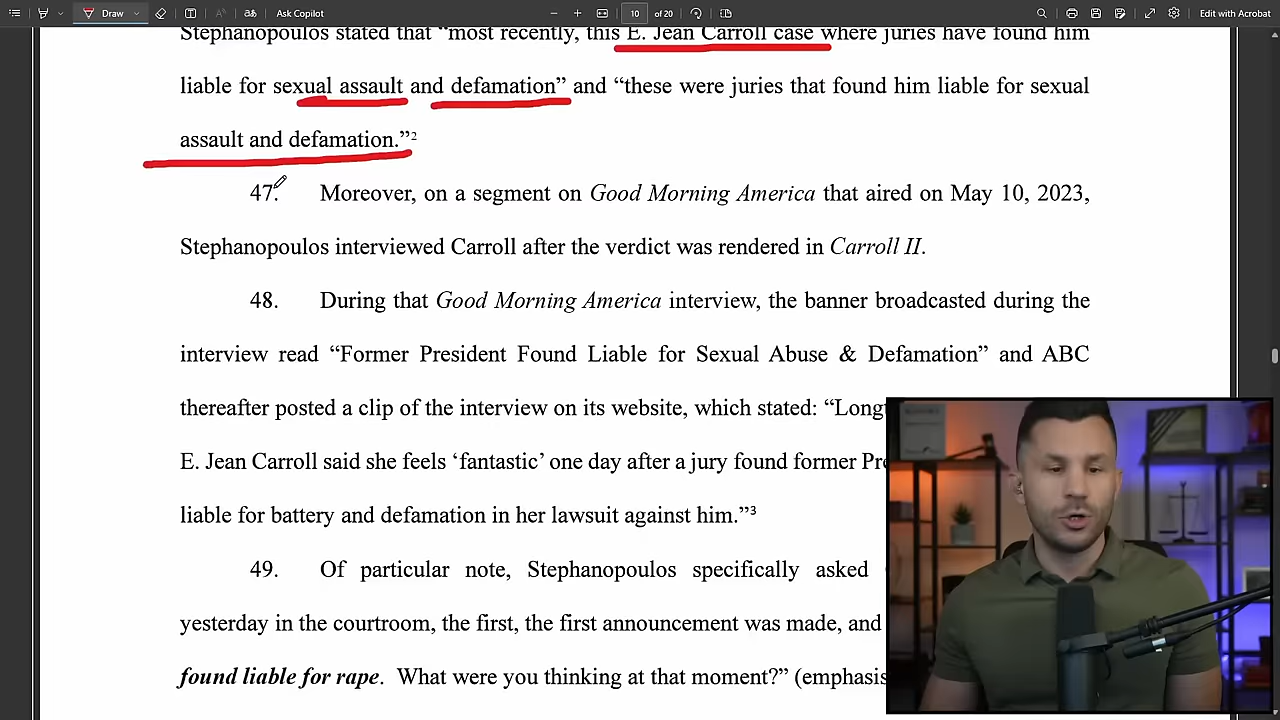 Draw
Ask Copilot
10 of 20
Edit with Acrobat
Stephanopoulos stated that “most recently, this E. Jean Carroll case where juries have found him
liable for sexual assault and defamation” and “these were juries that found him liable for sexual
assault and defamation.”2
47. Moreover, on a segment on Good Morning America that aired on May 10, 2023,
Stephanopoulos interviewed Carroll after the verdict was rendered in Carroll II.
48. During that Good Morning America interview, the banner broadcasted during the
interview read “Former President Found Liable for Sexual Abuse & Defamation” and ABC
thereafter posted a clip of the interview on its website, which stated: “Long
E. Jean Carroll said she feels ‘fantastic’ one day after a jury found former
liable for battery and defamation in her lawsuit against him.”3
49. Of particular note, Stephanopoulos specifically asked
yesterday in the courtroom, the first, the first announcement was made, and
found liable for rape. What were you thinking at that moment?” (emphasis